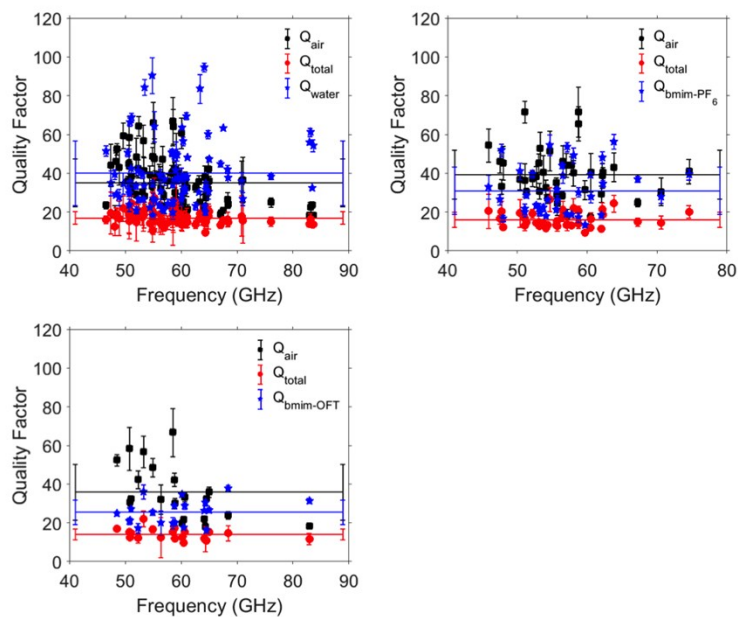 120
100
80
60
40
20
0
Quality Factor
Q_air
Q_total
Q_water
40 50 60 70 80 90
Frequency (GHz)
120
100
80
60
40
20
0
Quality Factor
Q_air
Q_total
Q_bmim-PF_6
40 50 60 70 80
Frequency (GHz)
120
100
80
60
40
20
0
Quality Factor
Q_air
Q_total
Q_bmim-OFT
40 50 60 70 80 90
Frequency (GHz)